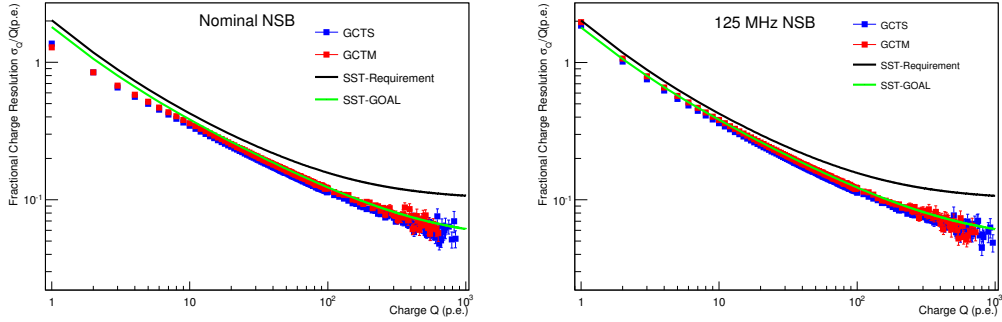 Nominal NSB
GCTS
GCTM
SST-Requirement
SST-GOAL
Fractional Charge Resolution σ_Q/Q(p.e.)
1
10⁻¹
1
10
10²
10³
Charge Q (p.e.)
125 MHz NSB
GCTS
GCTM
SST-Requirement
SST-GOAL
Fractional Charge Resolution σ_Q/Q(p.e.)
1
10⁻¹
1
10
10²
10³
Charge Q (p.e.)